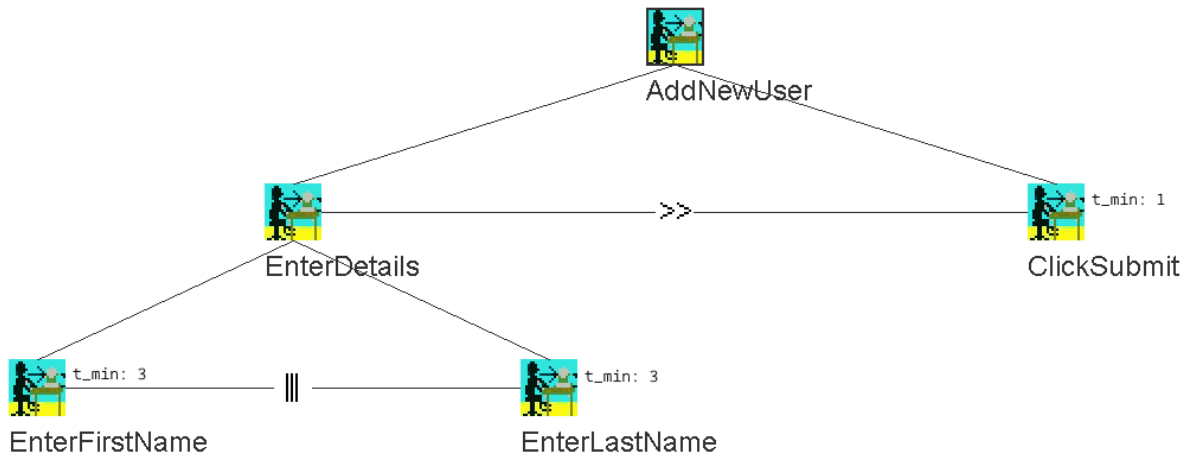 AddNewUser
>>
t_min: 1
EnterDetails
ClickSubmit
t_min: 3
|||
t_min: 3
EnterFirstName
EnterLastName